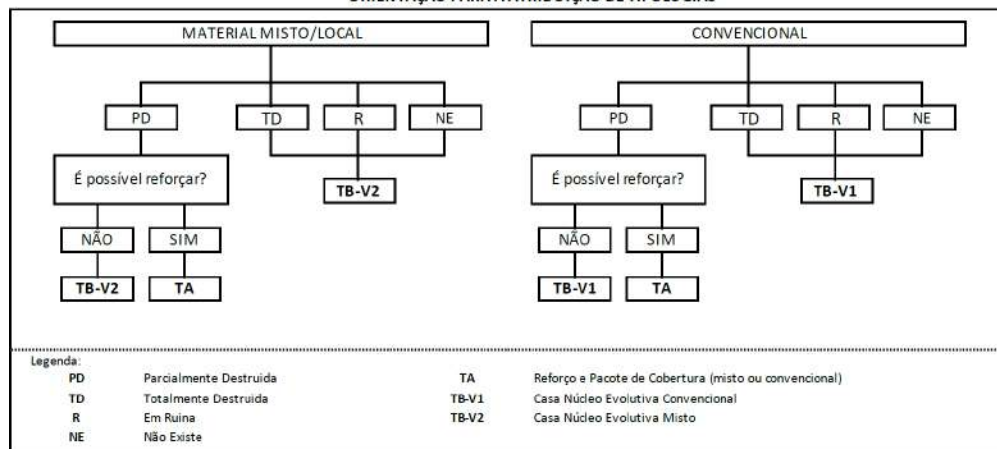 MATERIAL MISTO/LOCAL
PD TD R NE
É possível reforçar?
TB-V2
NÃO SIM
TB-V2 TA
CONVENCIONAL
PD TD R NE
É possível reforçar?
TB-V1
NÃO SIM
TB-V1 TA
Legenda:
PD Parcialmente Destruida
TD Totalmente Destruida
R Em Ruina
NE Não Existe
TA Reforço e Pacote de Cobertura (misto ou convencional)
TB-V1 Casa Núcleo Evolutiva Convencional
TB-V2 Casa Núcleo Evolutiva Misto